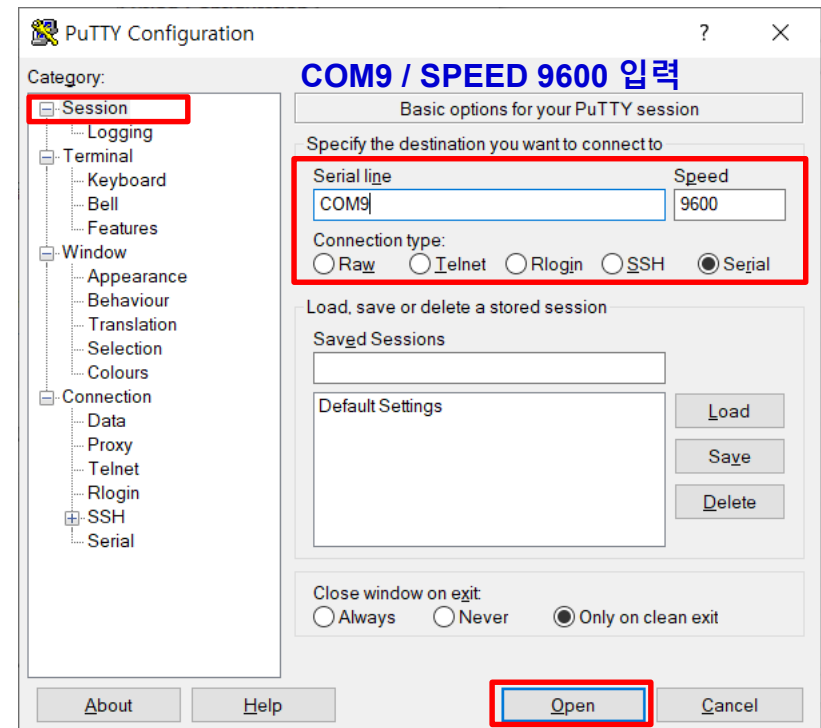 PuTTY Configuration
?
Category:
COM9 / SPEED 9600 입력
Session
Logging
Terminal
Keyboard
Bell
Features
Window
Appearance
Behaviour
Translation
Selection
Colours
Connection
Data
Proxy
Telnet
Rlogin
SSH
Serial
Basic options for your PuTTY session
Specify the destination you want to connect to
Serial line Speed
COM9 9600
Connection type:
Raw Telnet Rlogin SSH Serial
Load, save or delete a stored session
Saved Sessions
Default Settings
Load
Save
Delete
Close window on exit:
Always Never Only on clean exit
About Help Open Cancel